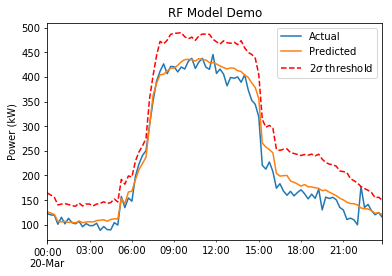 RF Model Demo
Actual
Predicted
2σ threshold
Power (kW)
500
450
400
350
300
250
200
150
100
00:00
03:00
06:00
09:00
12:00
15:00
18:00
21:00
20-Mar